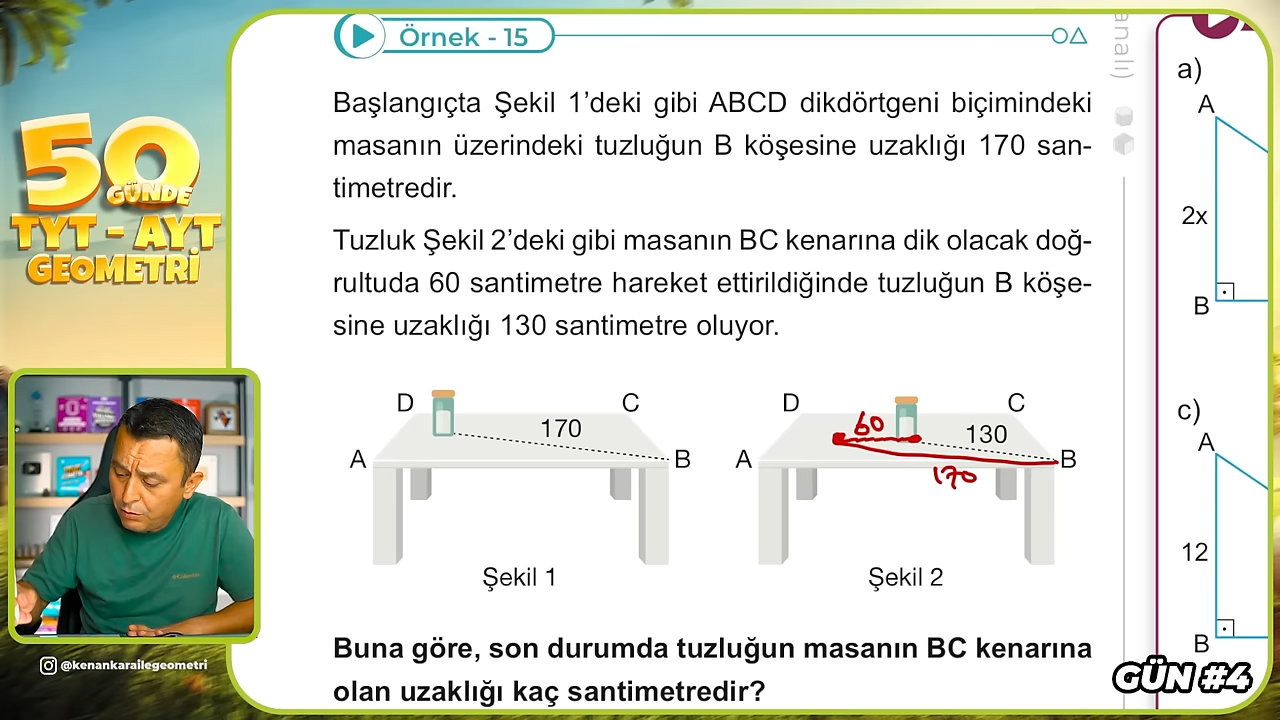 Örnek - 15
Başlangıçta Şekil 1’deki gibi ABCD dikdörtgeni biçimindeki
masanın üzerindeki tuzluğun B köşesine uzaklığı 170 san-
timetredir.
Tuzluk Şekil 2’deki gibi masanın BC kenarına dik olacak doğ-
rultuda 60 santimetre hareket ettirildiğinde tuzluğun B köşe-
sine uzaklığı 130 santimetre oluyor.
D
C
170
A
B
Şekil 1
D
C
60
130
A
B
170
Şekil 2
Buna göre, son durumda tuzluğun masanın BC kenarına
olan uzaklığı kaç santimetredir?
a)
A
2x
B
c)
A
12
B
50
GÜNDE
TYT - AYT
GEOMETRİ
@kenankarailegeometri
GÜN #4